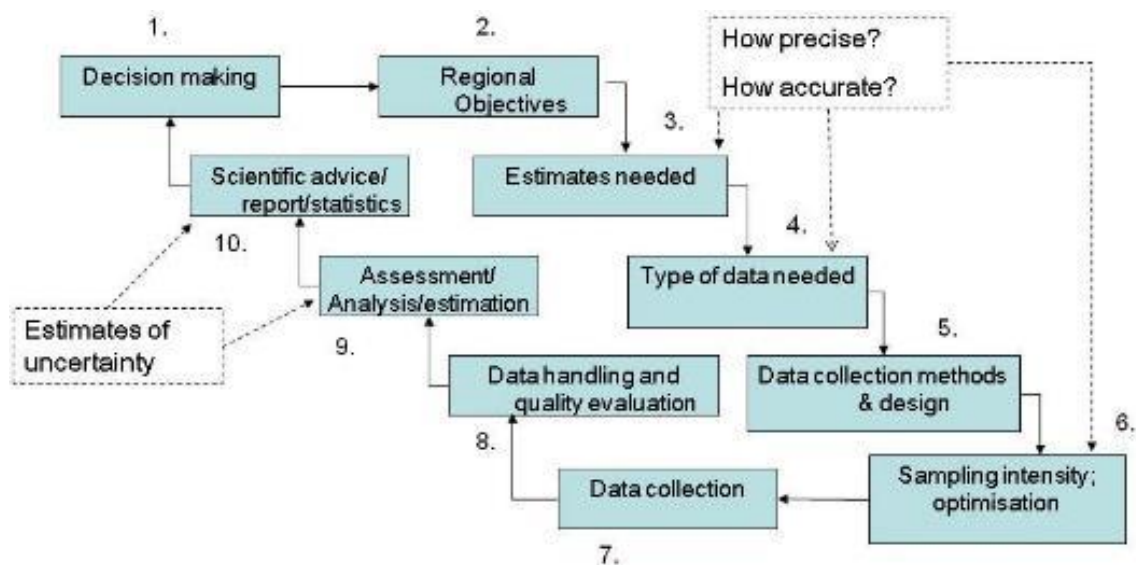 1.
Decision making
2.
Regional
Objectives
How precise?
How accurate?
3.
Estimates needed
4.
Type of data needed
5.
Data collection methods
& design
6.
Sampling intensity;
optimisation
7.
Data collection
8.
Data handling and
quality evaluation
9.
Assessment/
Analysis/estimation
10.
Scientific advice/
report/statistics
Estimates of
uncertainty